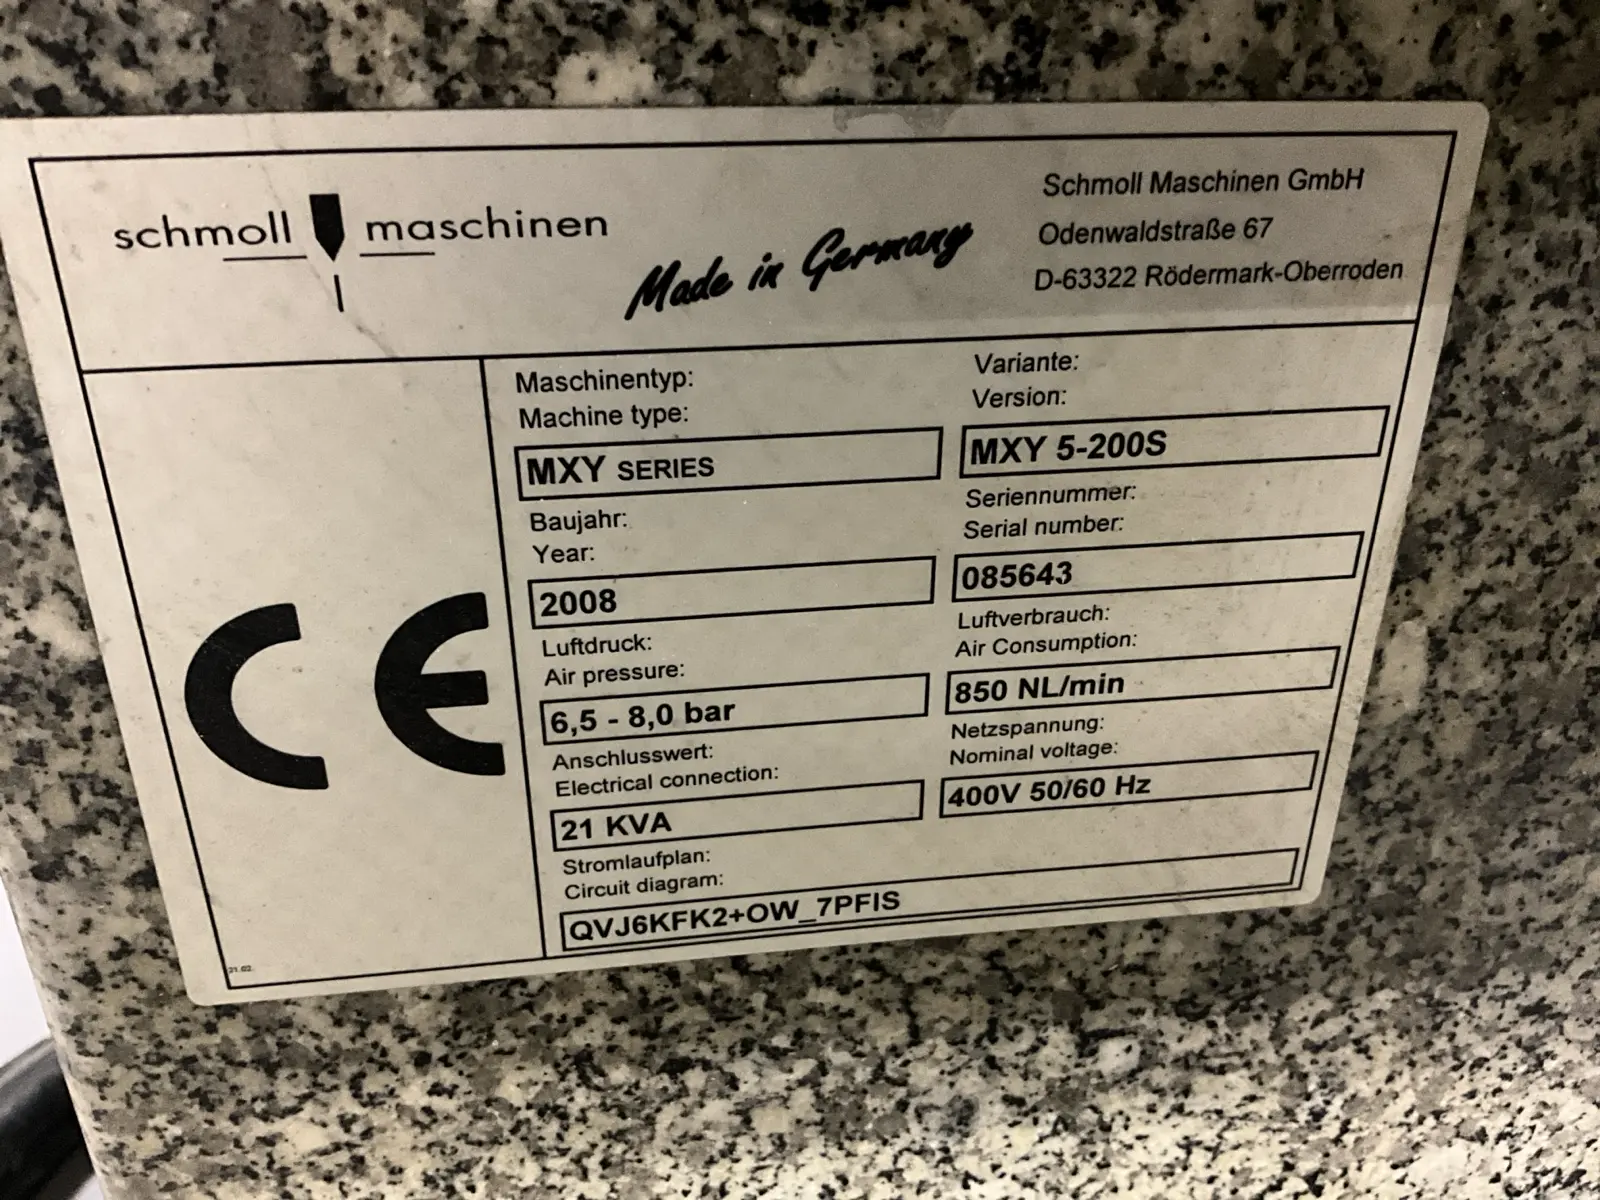 schmoll maschinen
Made in Germany
Schmoll Maschinen GmbH
Odenwaldstraße 67
D-63322 Rödermark-Oberroden
Maschinentyp:
Machine type:
MXY SERIES
Variante:
Version:
MXY 5-200S
Baujahr:
Year:
2008
Seriennummer:
Serial number:
085643
Luftdruck:
Air pressure:
6,5 - 8,0 bar
Luftverbrauch:
Air Consumption:
850 NL/min
Anschlusswert:
Electrical connection:
21 KVA
Netzspannung:
Nominal voltage:
400V 50/60 Hz
Stromlaufplan:
Circuit diagram:
QVJ6KFK2+OW_7PFIS
CE